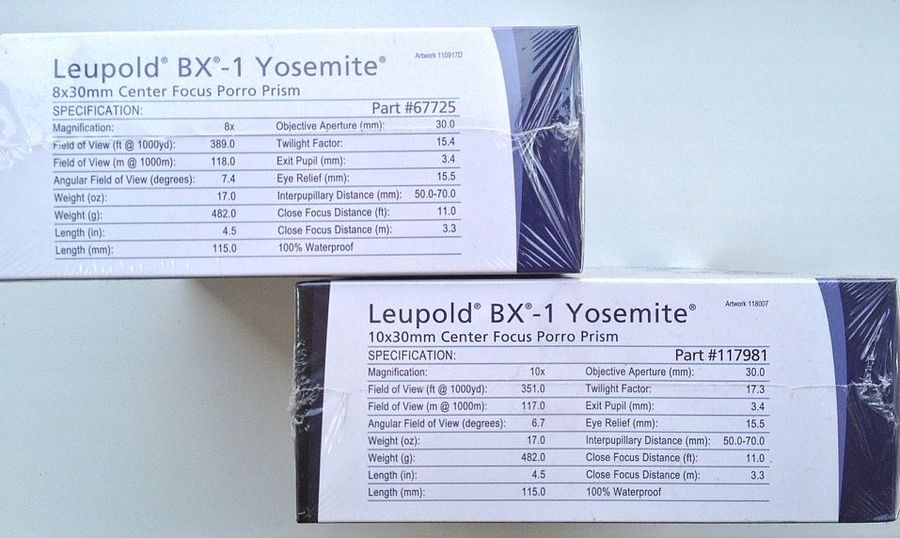 Leupold® BX®-1 Yosemite®
Artwork 110917D
8x30mm Center Focus Porro Prism
SPECIFICATION: Part #67725
Magnification: 8x Objective Aperture (mm): 30.0
Field of View (ft @ 1000yd): 389.0 Twilight Factor: 15.4
Field of View (m @ 1000m): 118.0 Exit Pupil (mm): 3.4
Angular Field of View (degrees): 7.4 Eye Relief (mm): 15.5
Weight (oz): 17.0 Interpupillary Distance (mm): 50.0-70.0
Weight (g): 482.0 Close Focus Distance (ft): 11.0
Length (in): 4.5 Close Focus Distance (m): 3.3
Length (mm): 115.0 100% Waterproof
Leupold® BX®-1 Yosemite®
Artwork 118007
10x30mm Center Focus Porro Prism
SPECIFICATION: Part #117981
Magnification: 10x Objective Aperture (mm): 30.0
Field of View (ft @ 1000yd): 351.0 Twilight Factor: 17.3
Field of View (m @ 1000m): 117.0 Exit Pupil (mm): 3.4
Angular Field of View (degrees): 6.7 Eye Relief (mm): 15.5
Weight (oz): 17.0 Interpupillary Distance (mm): 50.0-70.0
Weight (g): 482.0 Close Focus Distance (ft): 11.0
Length (in): 4.5 Close Focus Distance (m): 3.3
Length (mm): 115.0 100% Waterproof